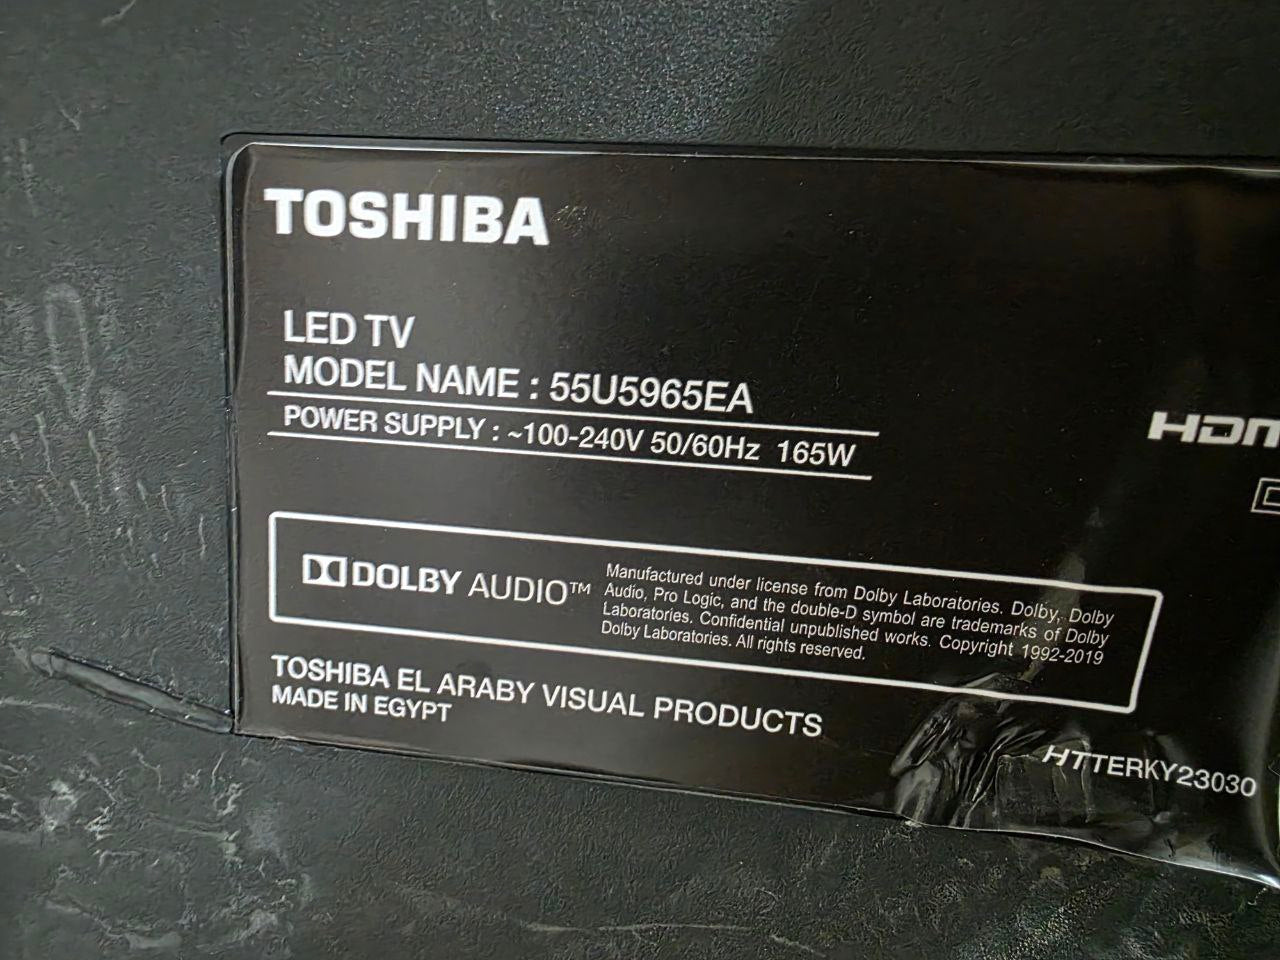 TOSHIBA
LED TV
MODEL NAME : 55U5965EA
POWER SUPPLY : ~100-240V 50/60Hz 165W
DOLBY AUDIO™
Manufactured under license from Dolby Laboratories. Dolby, Dolby
Audio, Pro Logic, and the double-D symbol are trademarks of Dolby
Laboratories. Confidential unpublished works. Copyright 1992-2019
Dolby Laboratories. All rights reserved.
TOSHIBA EL ARABY VISUAL PRODUCTS
MADE IN EGYPT
HTTERKY23030